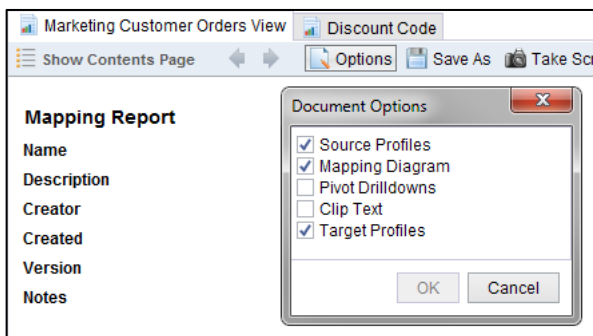 Marketing Customer Orders View
Discount Code
Show Contents Page
Options
Save As
Take
Mapping Report
Name
Description
Creator
Created
Version
Notes
Document Options
Source Profiles
Mapping Diagram
Pivot Drilldowns
Clip Text
Target Profiles
OK
Cancel